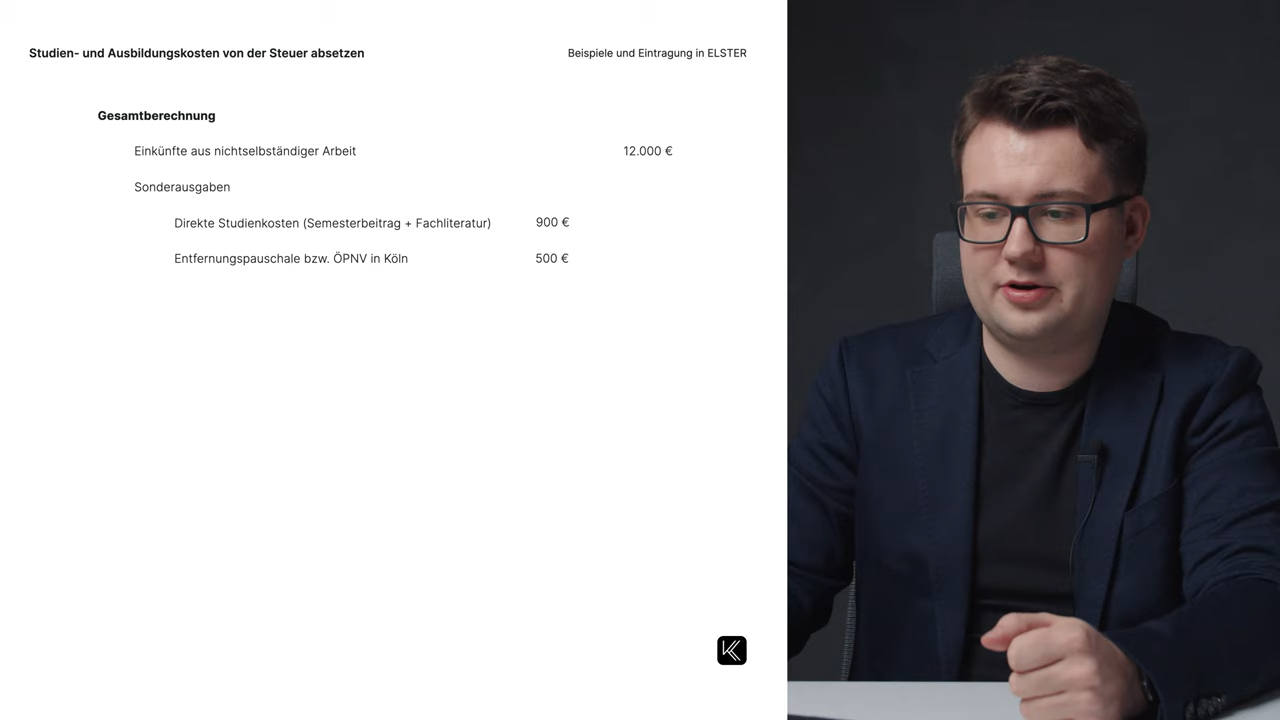 Studien- und Ausbildungskosten von der Steuer absetzen
Beispiele und Eintragung in ELSTER
Gesamtberechnung
Einkünfte aus nichtselbständiger Arbeit 12.000 €
Sonderausgaben
Direkte Studienkosten (Semesterbeitrag + Fachliteratur) 900 €
Entfernungspauschale bzw. ÖPNV in Köln 500 €